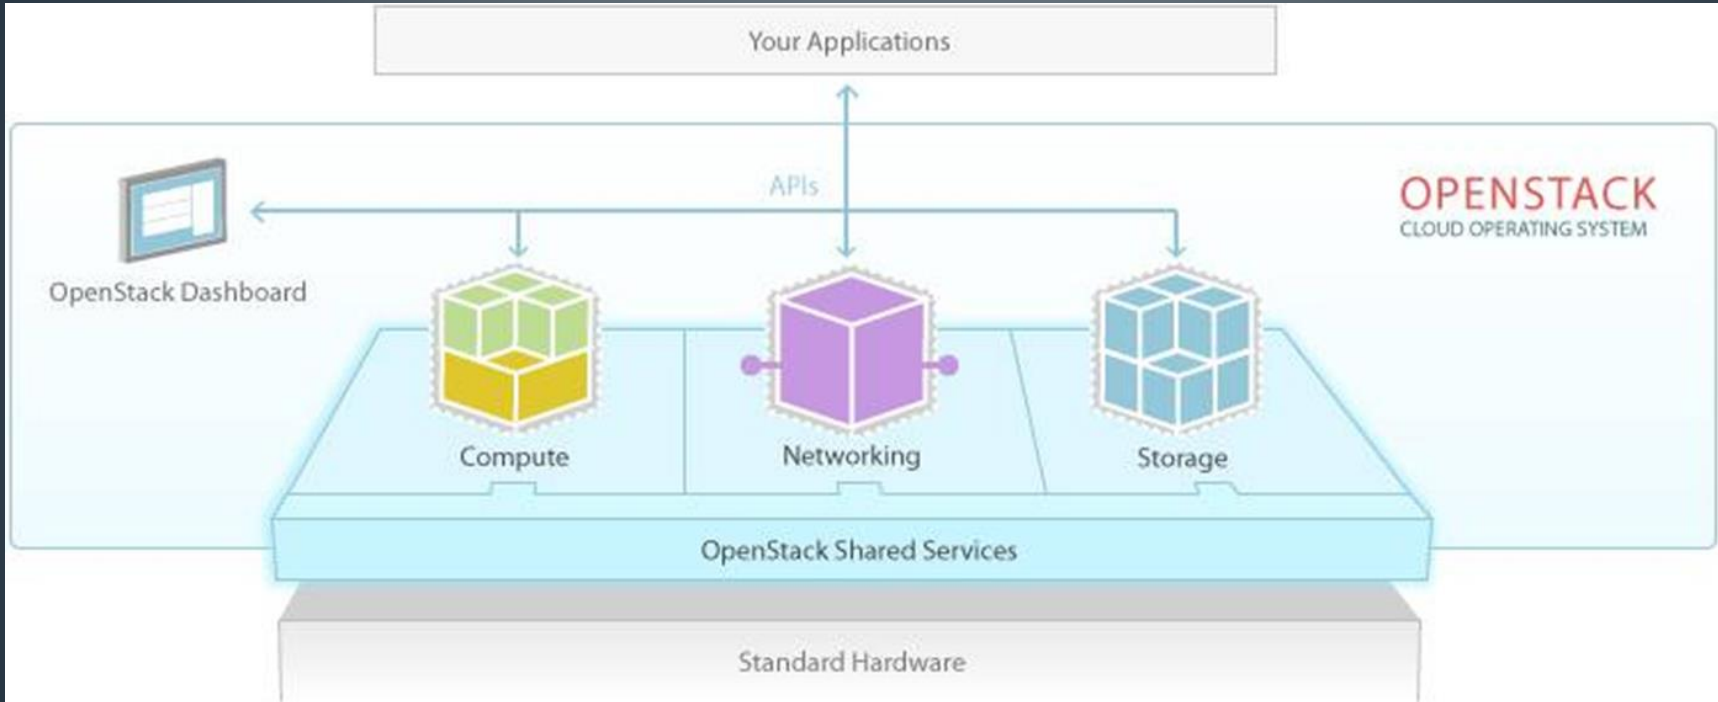 Your Applications
APIs
OPENSTACK
CLOUD OPERATING SYSTEM
OpenStack Dashboard
Compute
Networking
Storage
OpenStack Shared Services
Standard Hardware